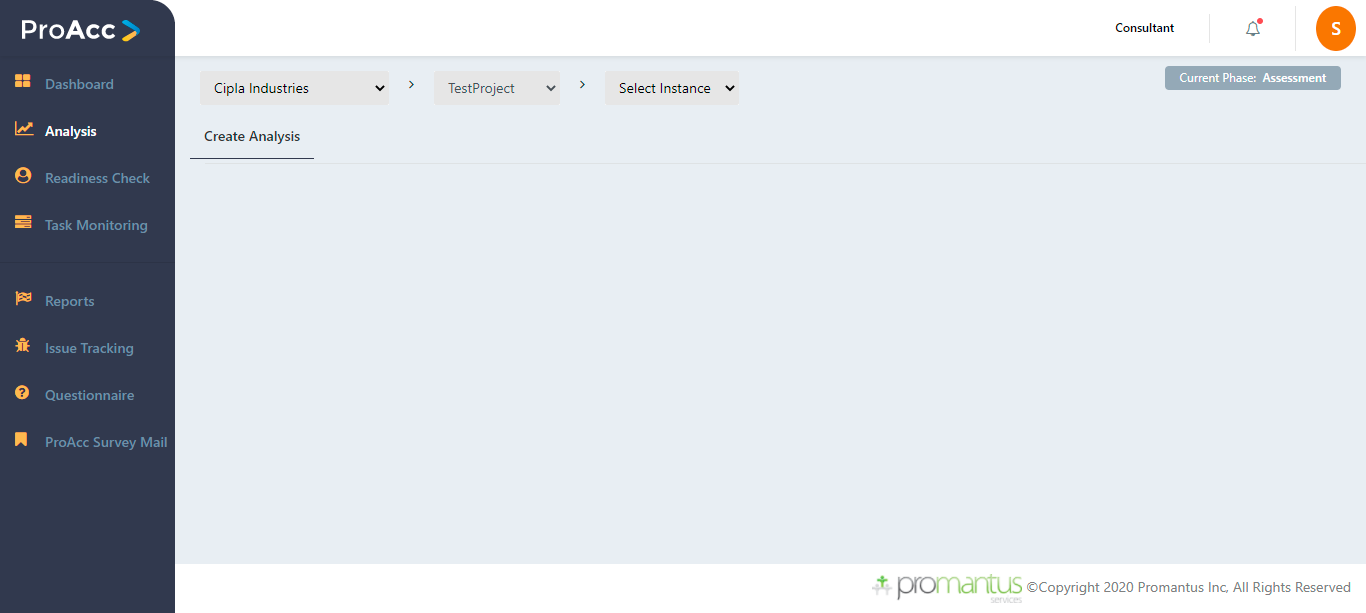 ProAcc
Consultant
S
Dashboard
Analysis
Readiness Check
Task Monitoring
Reports
Issue Tracking
Questionnaire
ProAcc Survey Mail
Cipla Industries
TestProject
Select Instance
Current Phase: Assessment
Create Analysis
promantus
services
©Copyright 2020 Promantus Inc, All Rights Reserved